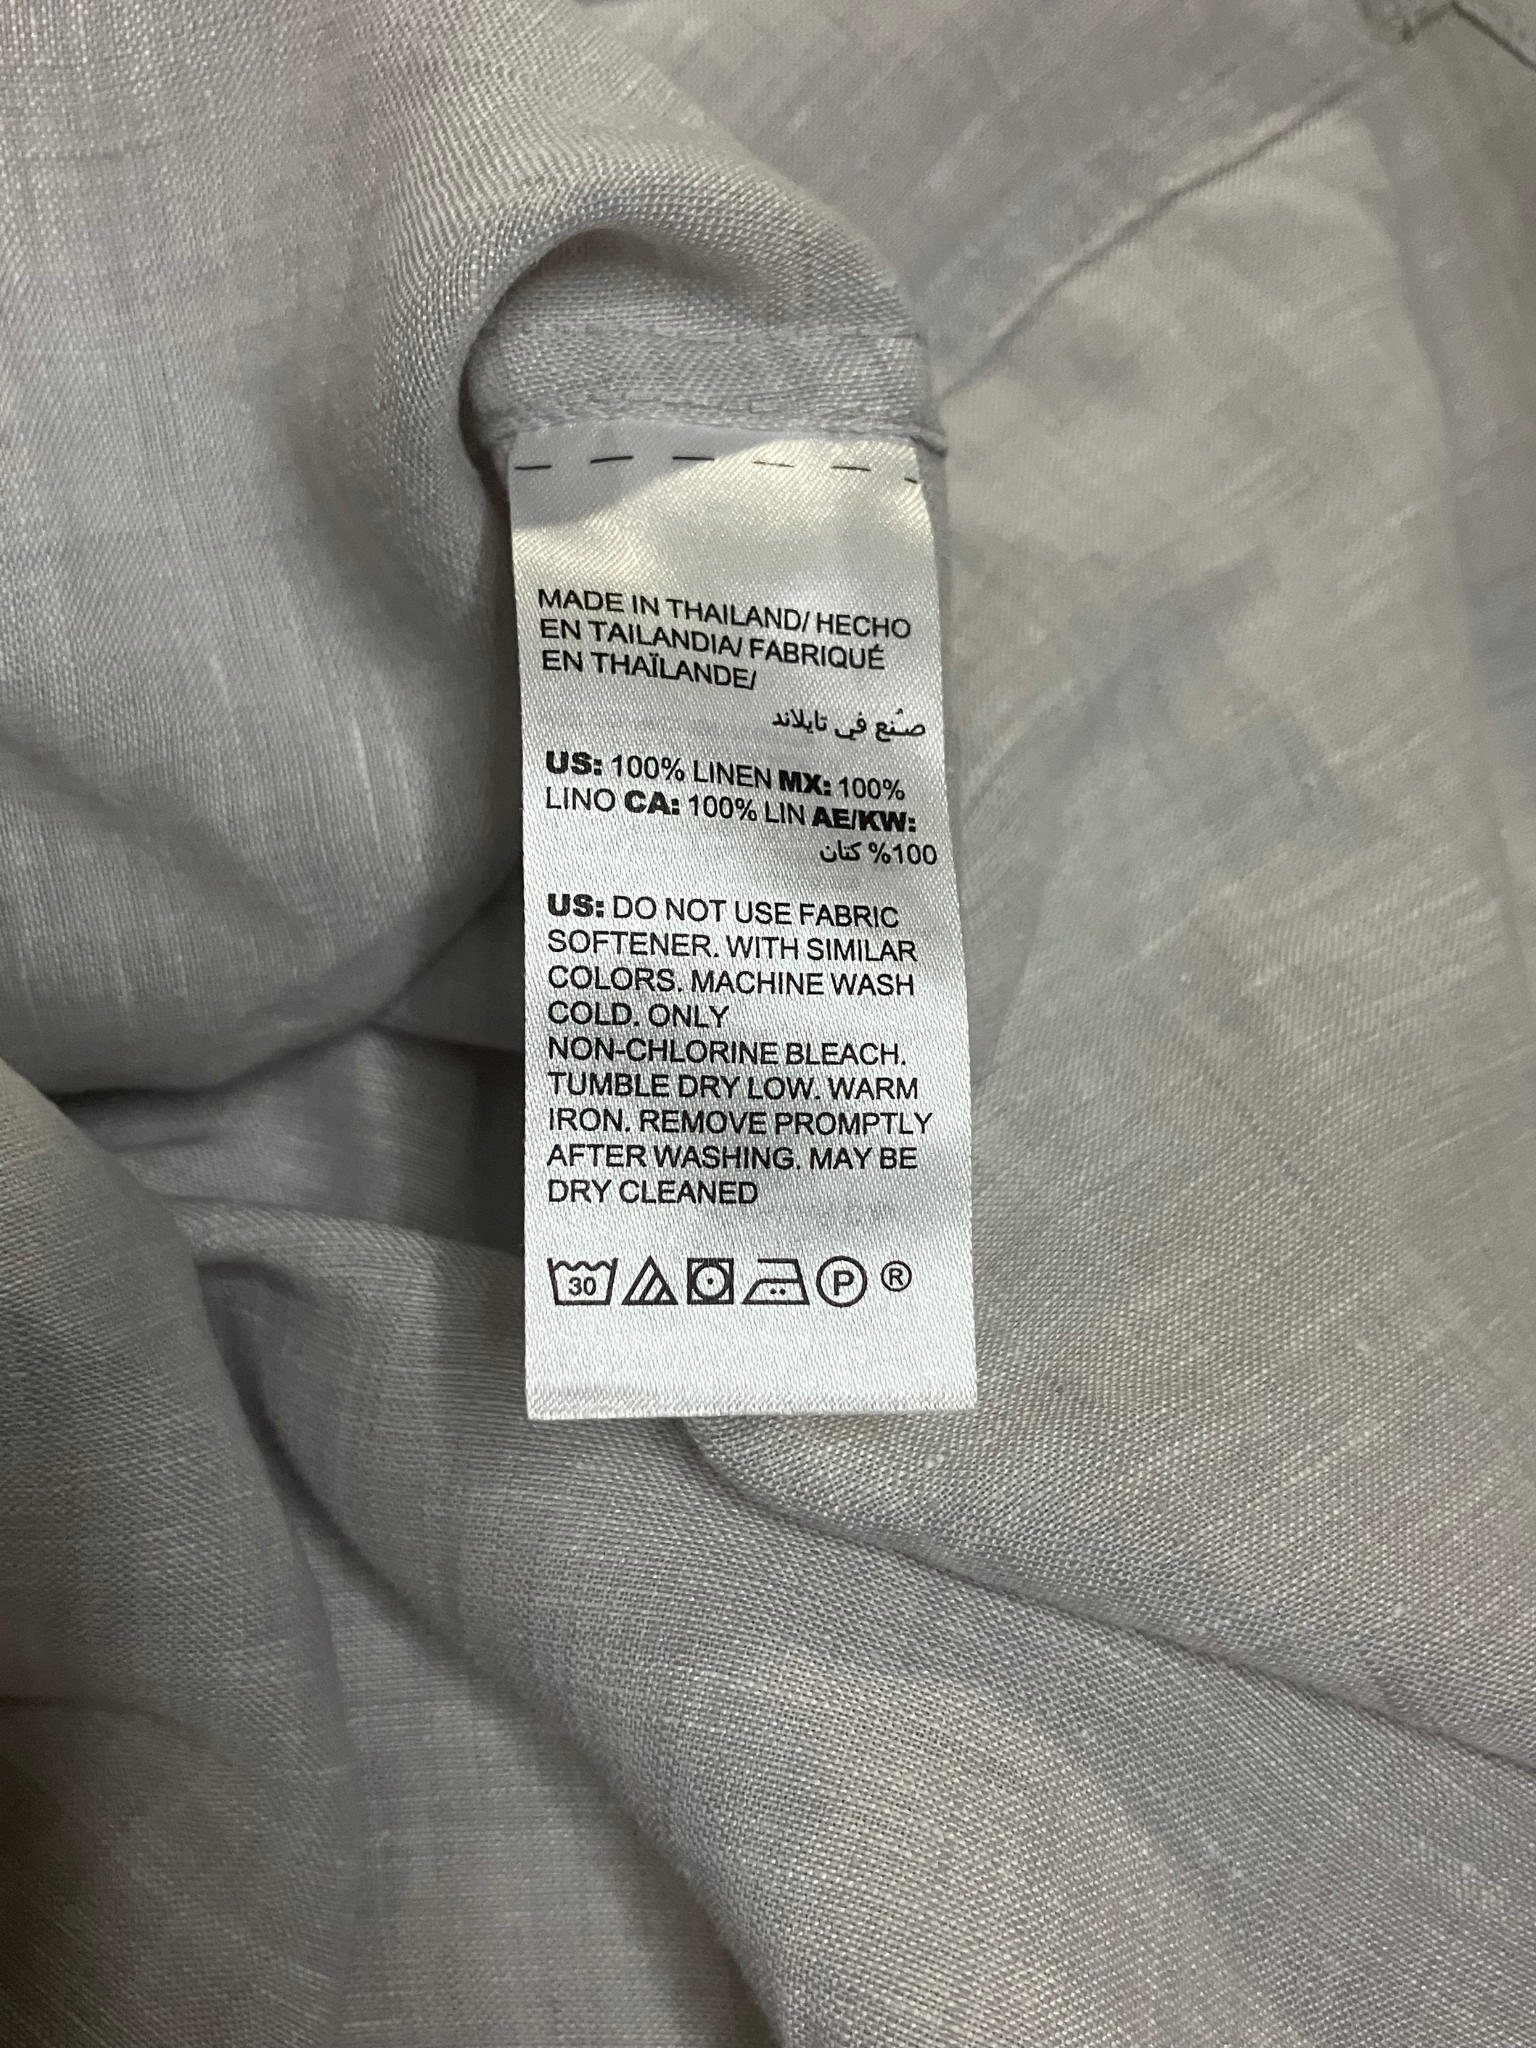 MADE IN THAILAND/ HECHO
EN TAILANDIA/ FABRIQUÉ
EN THAÏLANDE/
صُنع في تايلاند
US: 100% LINEN MX: 100%
LINO CA: 100% LIN AE/KW:
100% كتان
US: DO NOT USE FABRIC
SOFTENER. WITH SIMILAR
COLORS. MACHINE WASH
COLD. ONLY
NON-CHLORINE BLEACH.
TUMBLE DRY LOW. WARM
IRON. REMOVE PROMPTLY
AFTER WASHING. MAY BE
DRY CLEANED
30 P ®